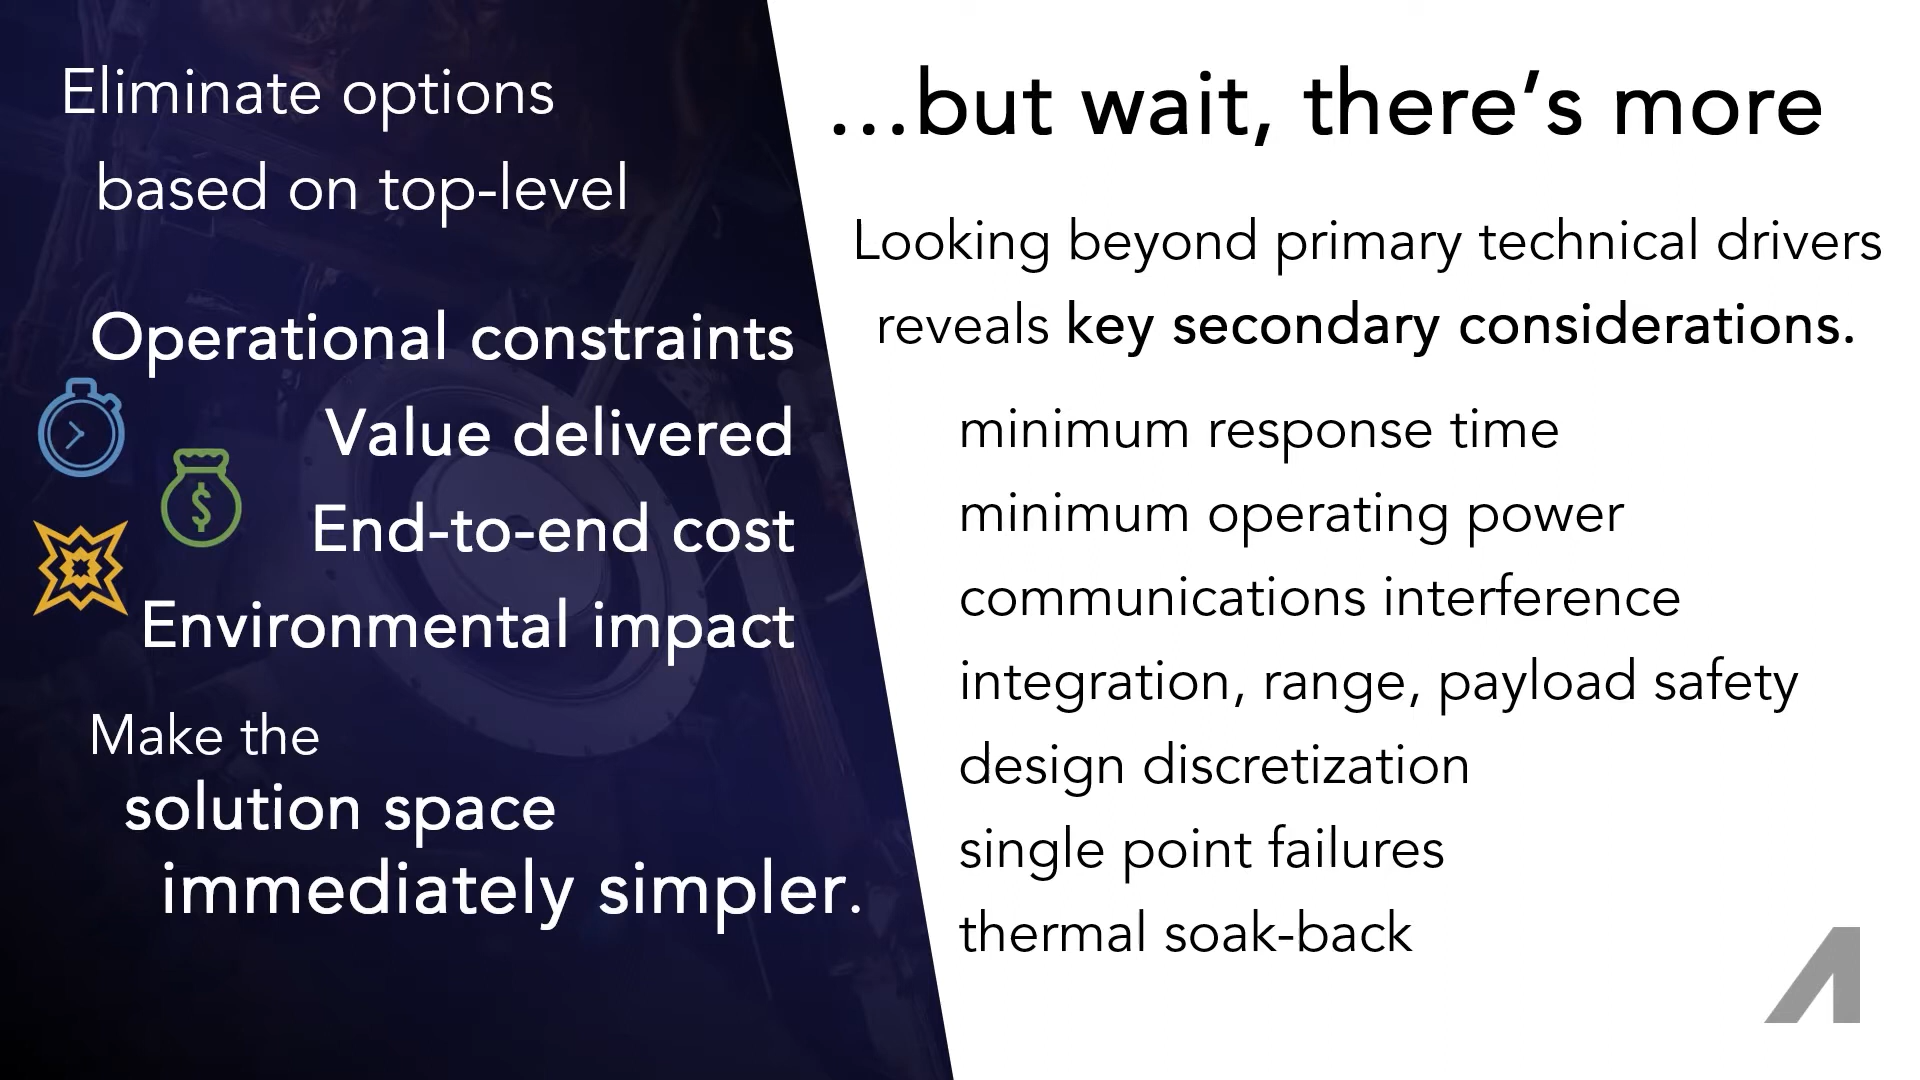 Eliminate options
based on top-level
Operational constraints
Value delivered
$
End-to-end cost
Environmental impact
Make the
solution space
immediately simpler.
...but wait, there’s more
Looking beyond primary technical drivers
reveals key secondary considerations.
minimum response time
minimum operating power
communications interference
integration, range, payload safety
design discretization
single point failures
thermal soak-back